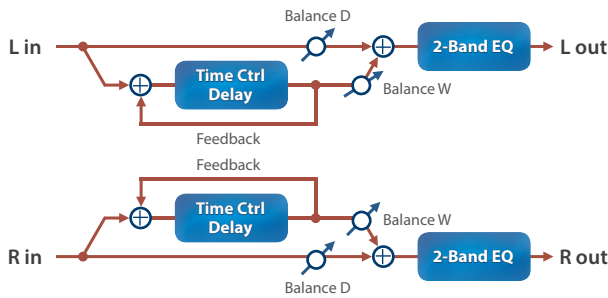 Balance D
L in
2-Band EQ
L out
Time Ctrl
Delay
Balance W
Feedback
Feedback
Time Ctrl
Delay
Balance W
R in
2-Band EQ
R out
Balance D